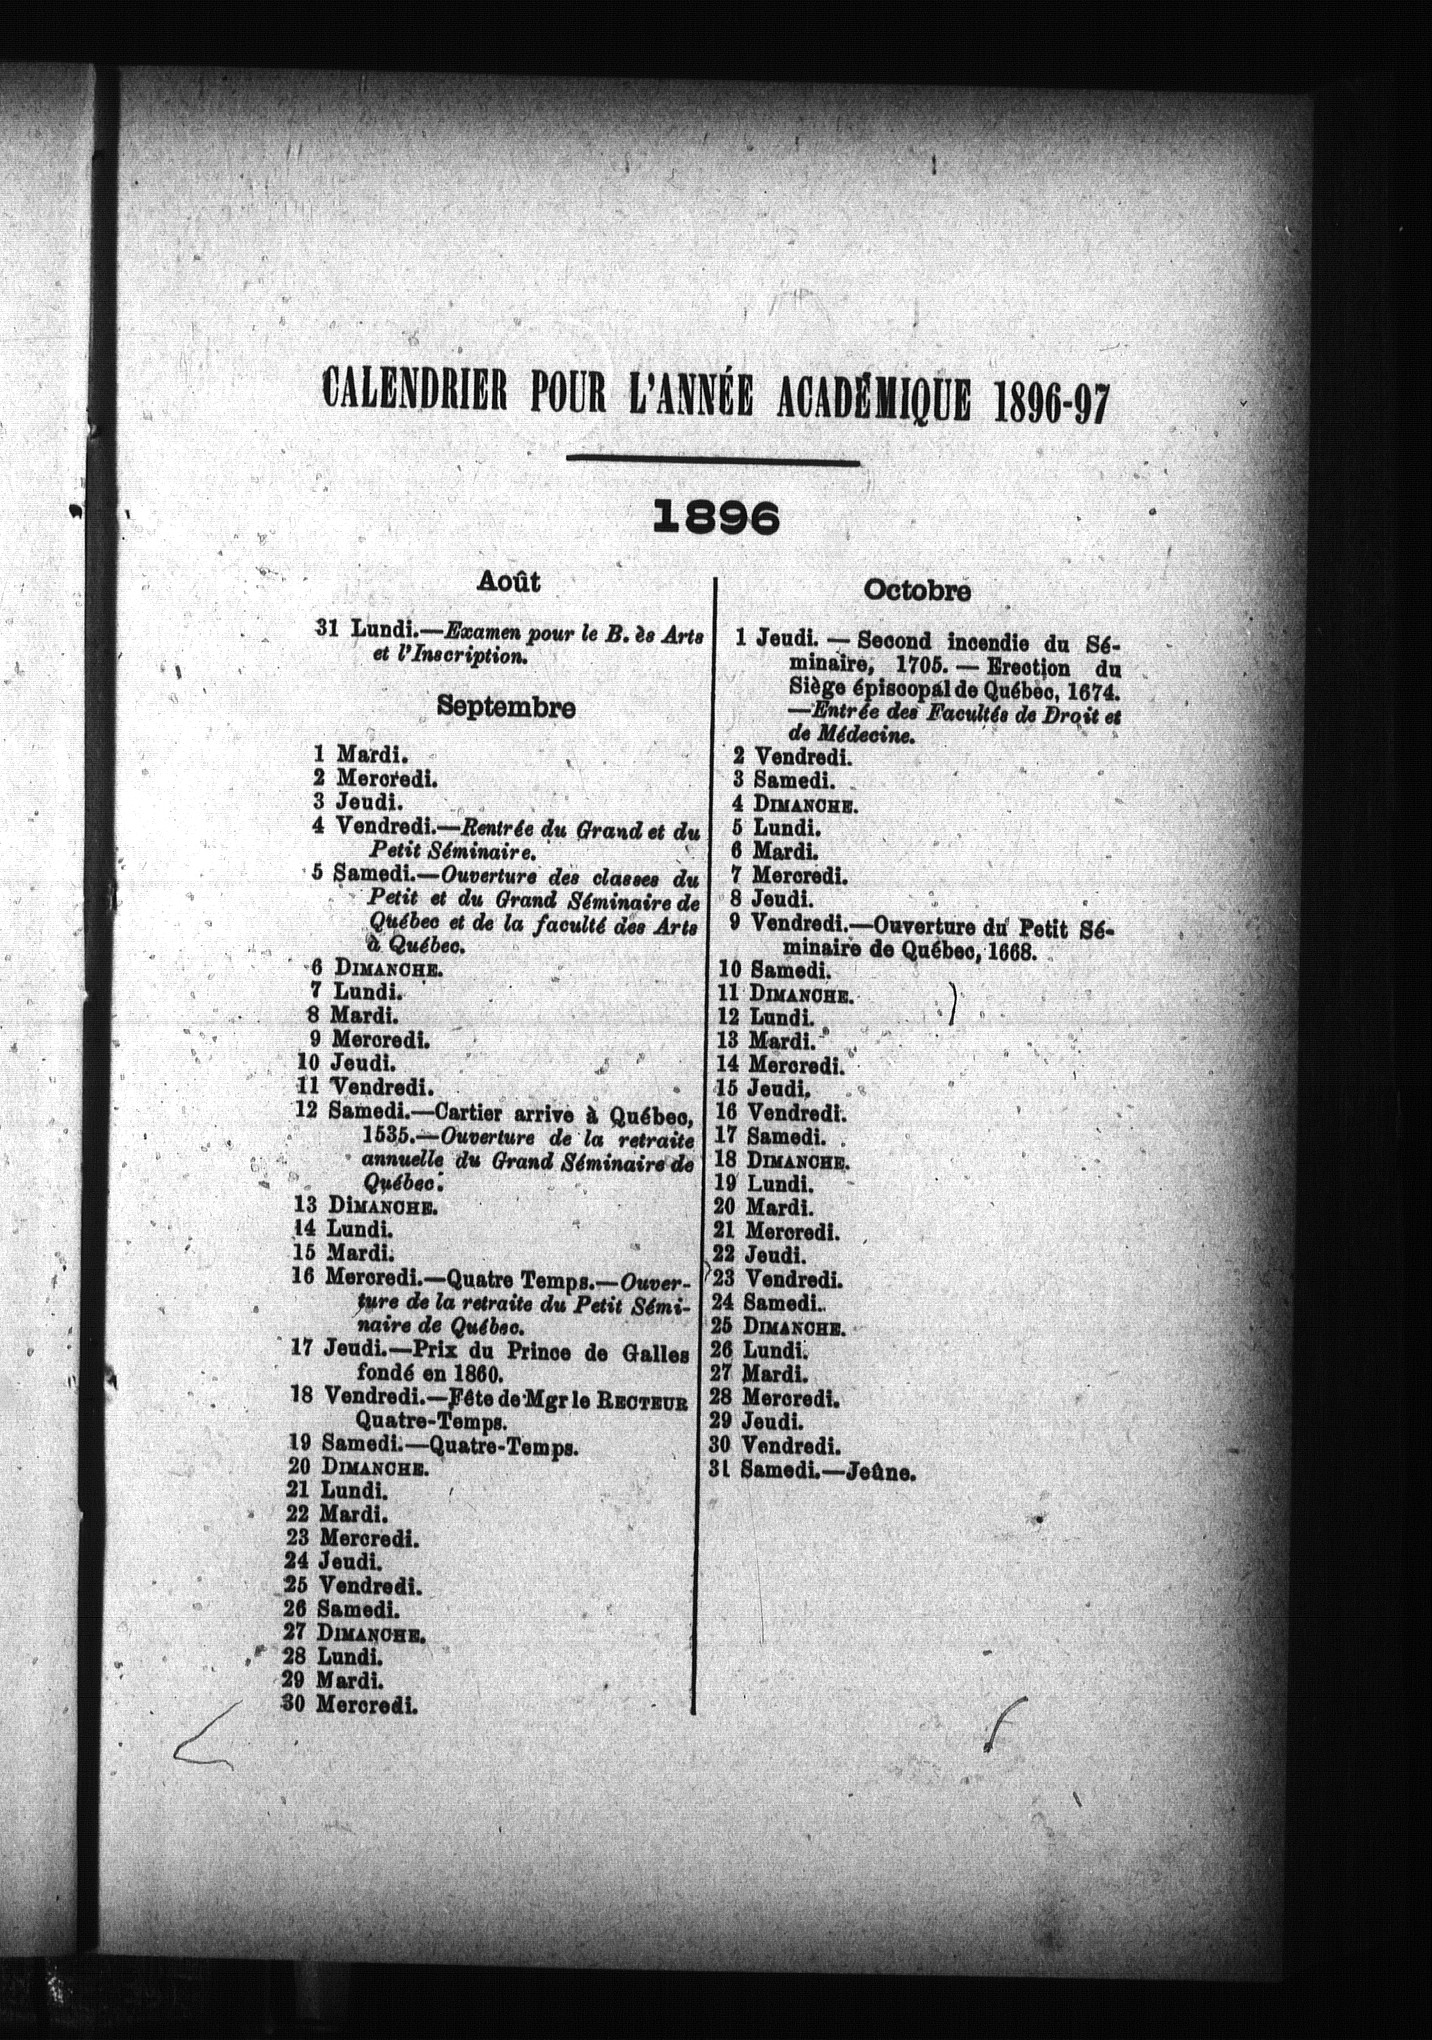 CALENDRIER POUR L'ANNÉE ACADÉMIQUE 1896-97
1896
Août
31 Lundi.—Examen pour le B. ès Arts
et l'Inscription.
Septembre
1 Mardi.
2 Mercredi.
3 Jeudi.
4 Vendredi.—Rentrée du Grand et du
Petit Séminaire.
5 Samedi.—Ouverture des classes du
Petit et du Grand Séminaire de
Québec et de la faculté des Arts
à Québec.
6 DIMANCHE.
7 Lundi.
8 Mardi.
9 Mercredi.
10 Jeudi.
11 Vendredi.
12 Samedi.—Cartier arrive à Québec,
1535.—Ouverture de la retraite
annuelle du Grand Séminaire de
Québec.
13 DIMANCHE.
14 Lundi.
15 Mardi.
16 Mercredi.—Quatre Temps.—Ouver-
ture de la retraite du Petit Sémi-
naire de Québec.
17 Jeudi.—Prix du Prince de Galles
fondé en 1860.
18 Vendredi.—Fête de Mgr le RECTEUR
Quatre-Temps.
19 Samedi.—Quatre-Temps.
20 DIMANCHE.
21 Lundi.
22 Mardi.
23 Mercredi.
24 Jeudi.
25 Vendredi.
26 Samedi.
27 DIMANCHE.
28 Lundi.
29 Mardi.
30 Mercredi.
Octobre
1 Jeudi. — Second incendie du Sé-
minaire, 1705. — Erection du
Siège épiscopal de Québec, 1674.
—Entrée des Facultés de Droit et
de Médecine.
2 Vendredi.
3 Samedi.
4 DIMANCHE.
5 Lundi.
6 Mardi.
7 Mercredi.
8 Jeudi.
9 Vendredi.—Ouverture du Petit Sé-
minaire de Québec, 1668.
10 Samedi.
11 DIMANCHE.
12 Lundi.
13 Mardi.
14 Mercredi.
15 Jeudi.
16 Vendredi.
17 Samedi.
18 DIMANCHE.
19 Lundi.
20 Mardi.
21 Mercredi.
22 Jeudi.
23 Vendredi.
24 Samedi.
25 DIMANCHE.
26 Lundi.
27 Mardi.
28 Mercredi.
29 Jeudi.
30 Vendredi.
31 Samedi.—Jeûne.